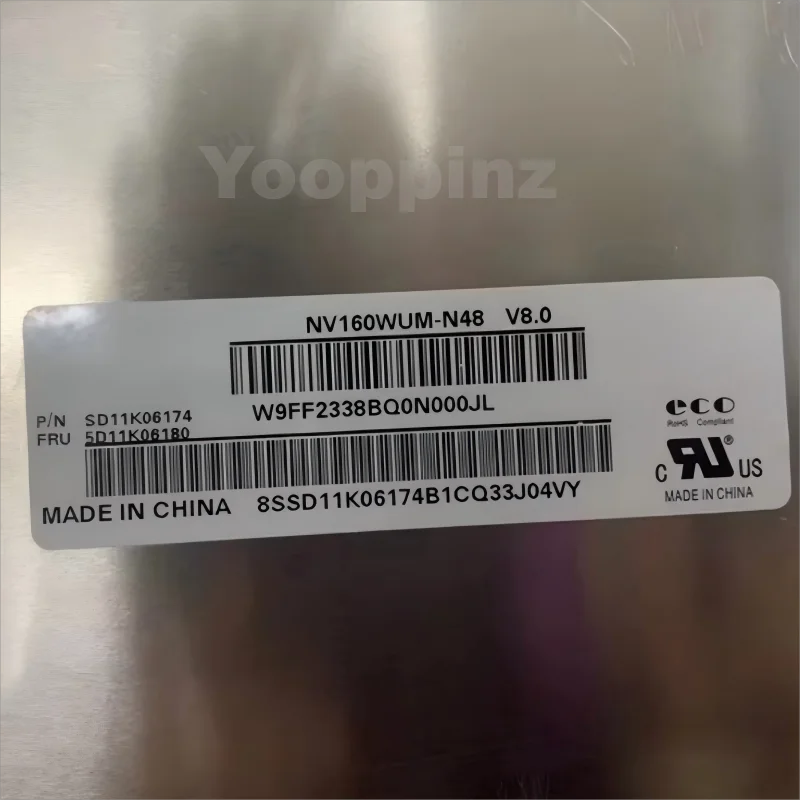 Yooppinz
NV160WUM-N48 V8.0
W9FF2338BQ0N000JL
P/N SD11K06174
FRU 5D11K06180
8SSD11K06174B1CQ33J04VY
MADE IN CHINA
eco
RoHS Compliant
C RU ® US
MADE IN CHINA